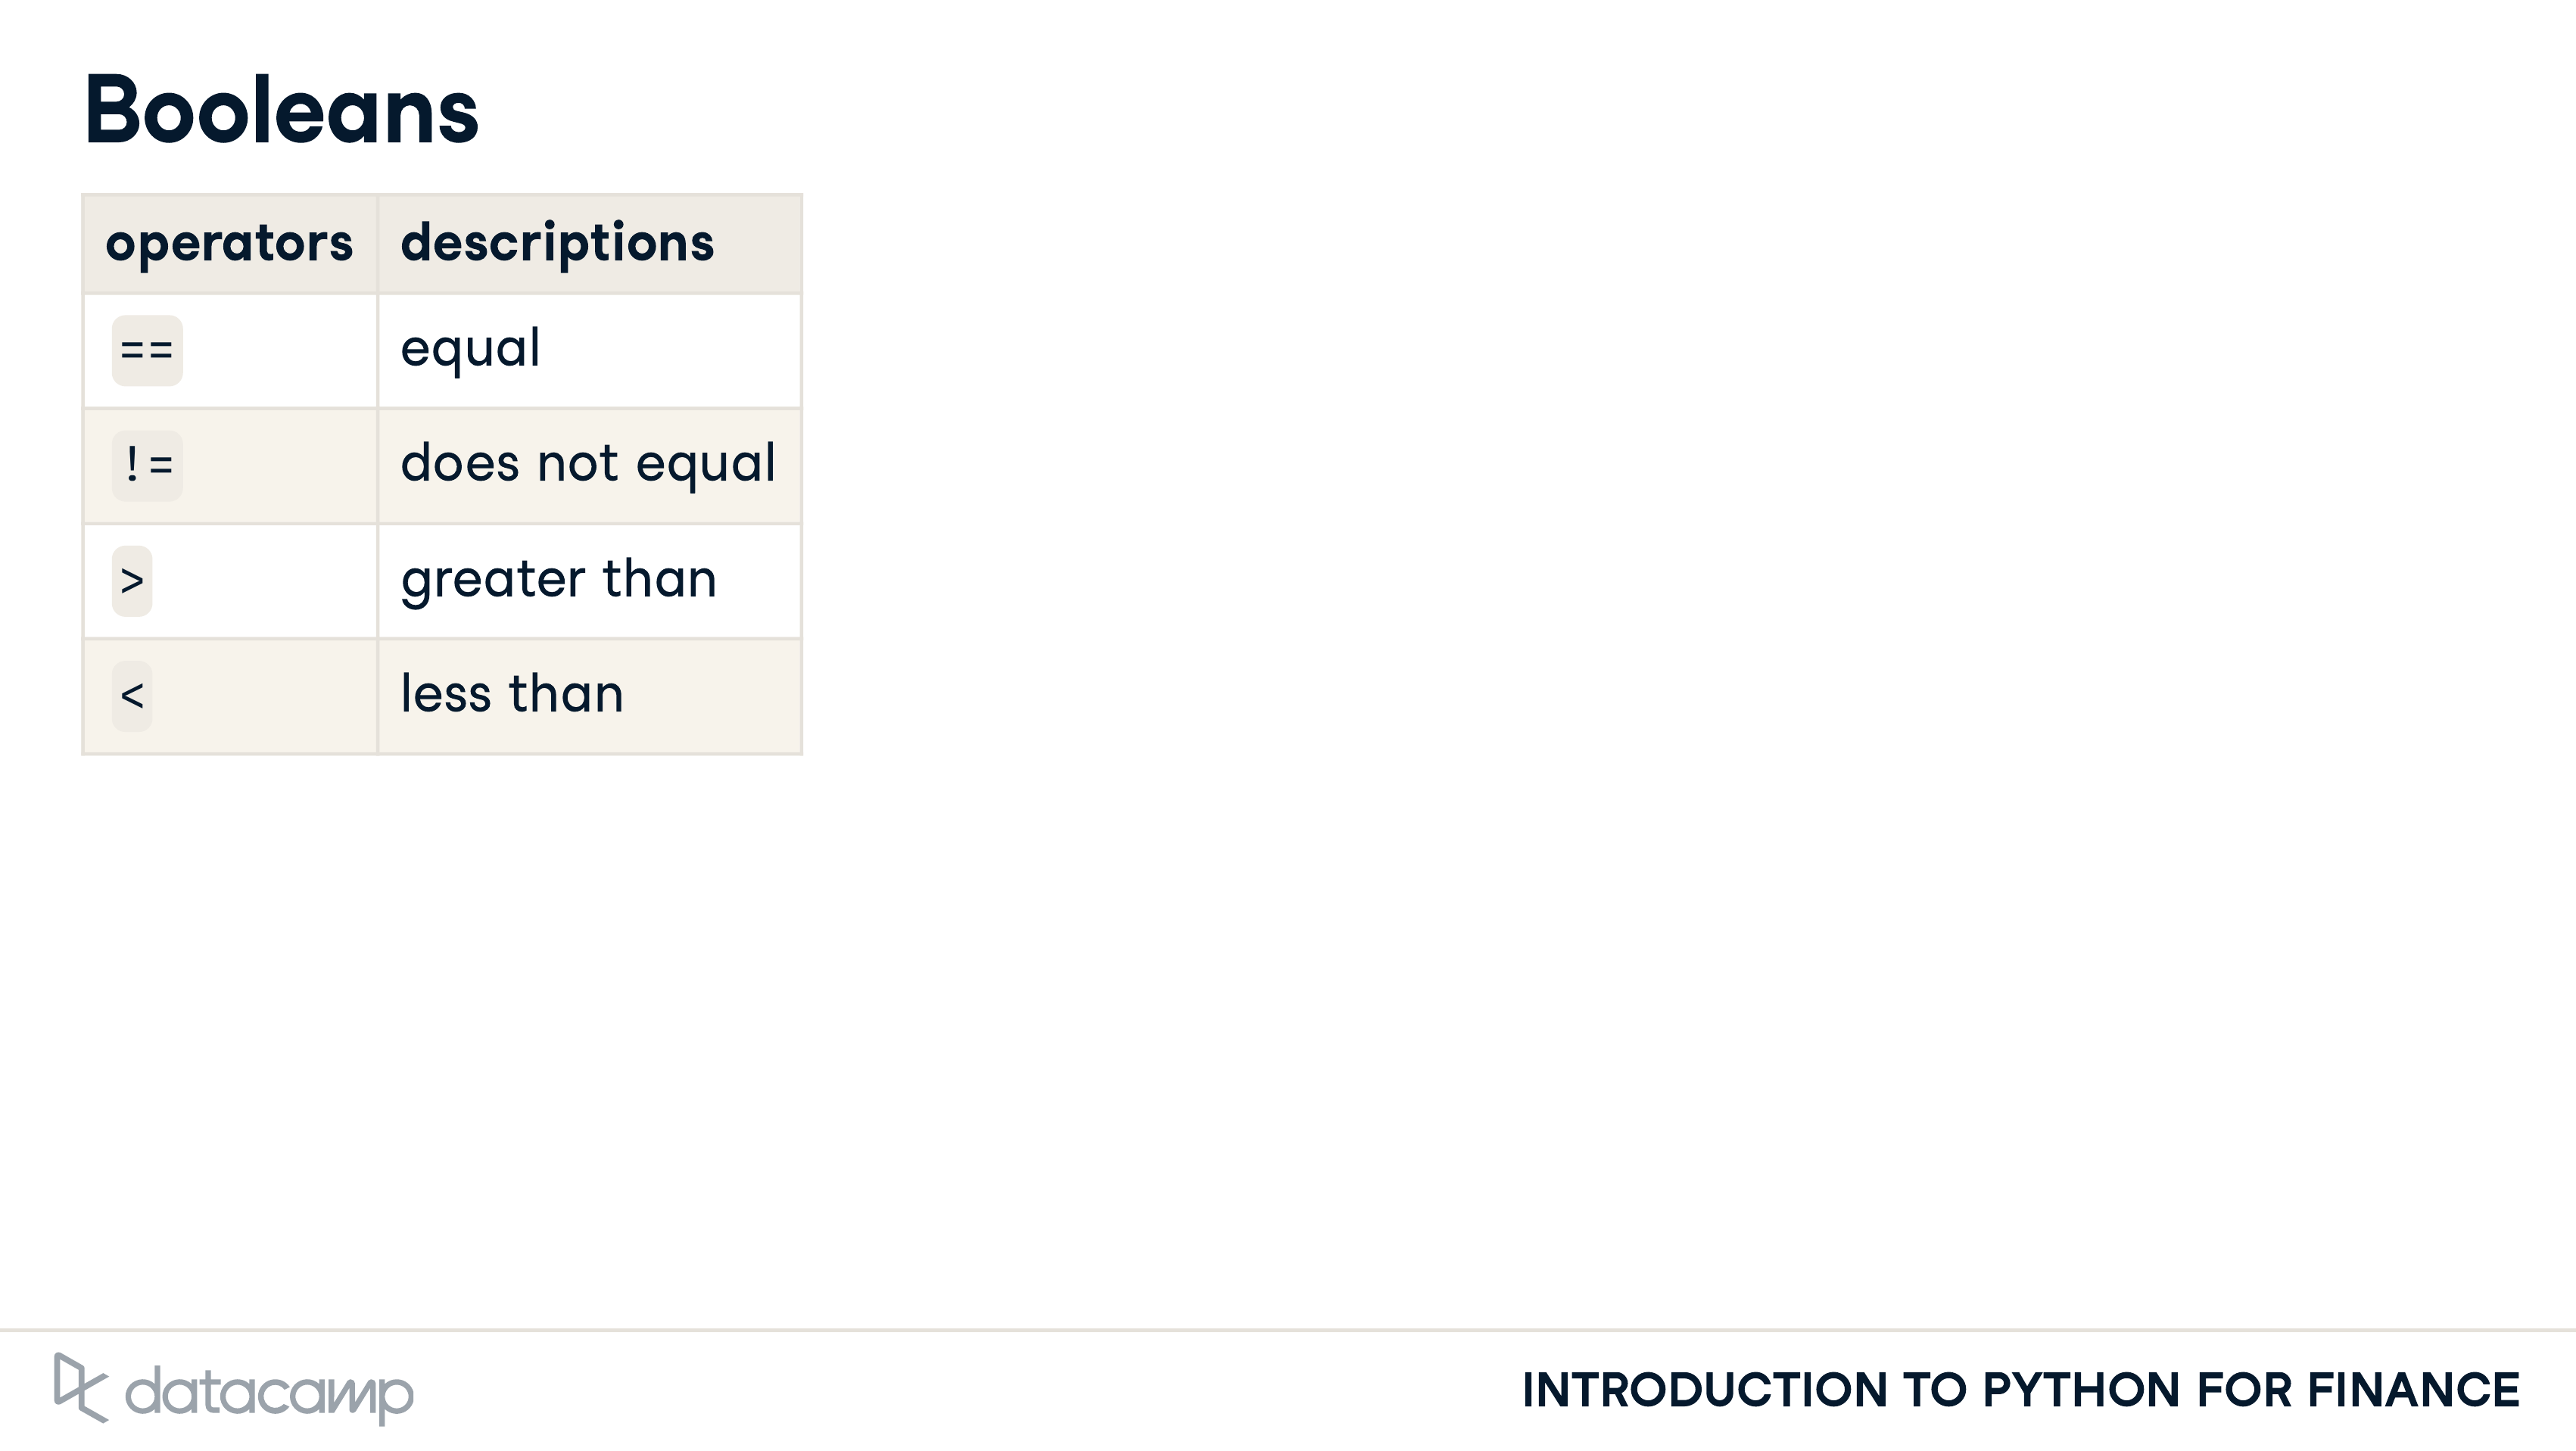 Booleans
operators descriptions
== equal
!= does not equal
> greater than
< less than
datacamp
INTRODUCTION TO PYTHON FOR FINANCE